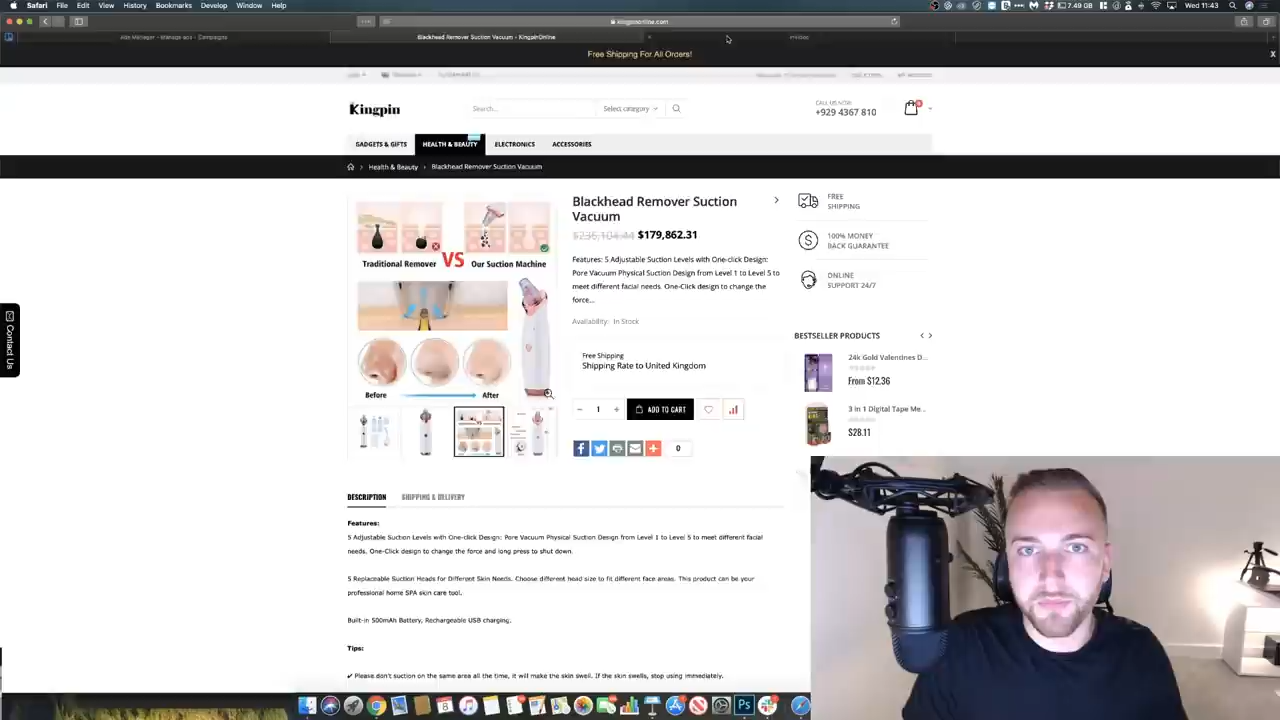 Safari File Edit View History Bookmarks Develop Window Help
7.49 GB
Wed 11:43
kingpinonline.com
Blackhead Remover Suction Vacuum - KingpinOnline
Free Shipping For All Orders!
X
Kingpin
Search...
Select category
CALL US NOW
+929 4367 810
GADGETS & GIFTS
HEALTH & BEAUTY
ELECTRONICS
ACCESSORIES
Health & Beauty
Blackhead Remover Suction Vacuum
Contact Us
Traditional Remover
VS
Our Suction Machine
Before
After
Blackhead Remover Suction
Vacuum
$179,862.31
Features: 5 Adjustable Suction Levels with One-click Design:
Pore Vacuum Physical Suction Design from Level 1 to Level 5 to
meet different facial needs. One-Click design to change the
force...
Availability: In Stock
Free Shipping
Shipping Rate to United Kingdom
− 1 +
ADD TO CART
0
FREE
SHIPPING
100% MONEY
BACK GUARANTEE
ONLINE
SUPPORT 24/7
BESTSELLER PRODUCTS
24k Gold Valentines D...
From $12.36
3 in 1 Digital Tape Me...
$28.11
DESCRIPTION
SHIPPING & DELIVERY
Features:
5 Adjustable Suction Levels with One-click Design: Pore Vacuum Physical Suction Design from Level 1 to Level 5 to meet different facial
needs. One-Click design to change the force and long press to shut down.
5 Replaceable Suction Heads for Different Skin Needs. Choose different head size to fit different face areas. This product can be your
professional home SPA skin care tool.
Built-in 500mAh Battery, Rechargeable USB charging.
Tips:
✔ Please don't suction on the same area all the time, it will make the skin swell. If the skin swells, stop using immediately.
Ps